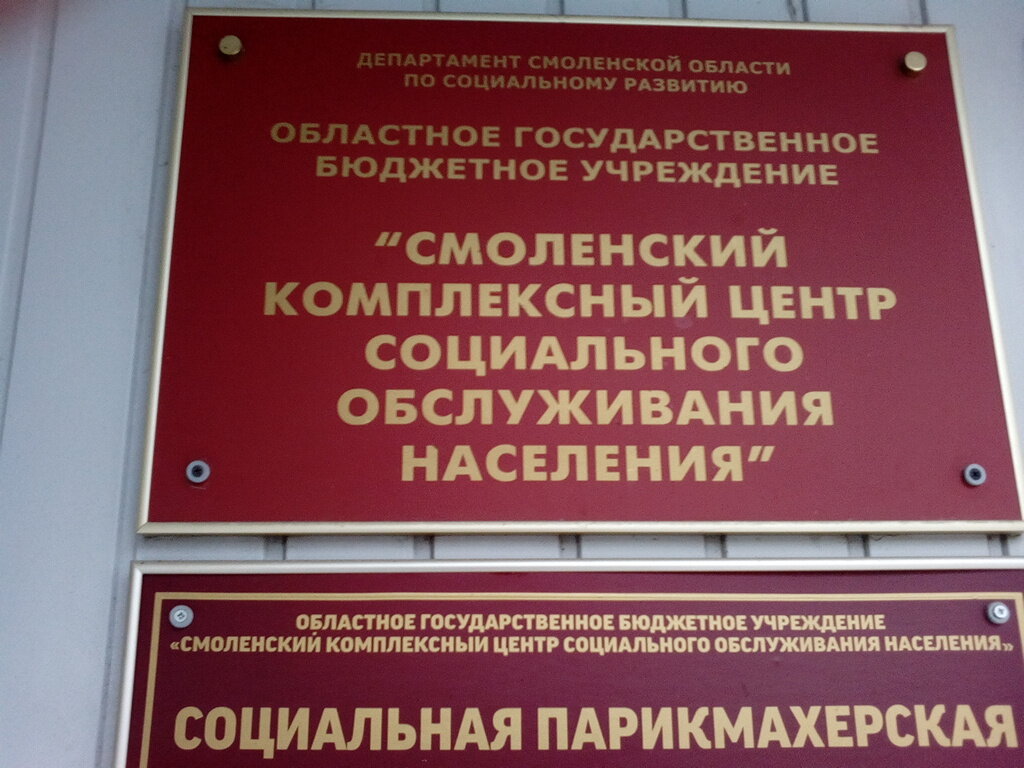 ДЕПАРТАМЕНТ СМОЛЕНСКОЙ ОБЛАСТИ
ПО СОЦИАЛЬНОМУ РАЗВИТИЮ
ОБЛАСТНОЕ ГОСУДАРСТВЕННОЕ
БЮДЖЕТНОЕ УЧРЕЖДЕНИЕ
“СМОЛЕНСКИЙ
КОМПЛЕКСНЫЙ ЦЕНТР
СОЦИАЛЬНОГО
ОБСЛУЖИВАНИЯ
НАСЕЛЕНИЯ”
ОБЛАСТНОЕ ГОСУДАРСТВЕННОЕ БЮДЖЕТНОЕ УЧРЕЖДЕНИЕ
«СМОЛЕНСКИЙ КОМПЛЕКСНЫЙ ЦЕНТР СОЦИАЛЬНОГО ОБСЛУЖИВАНИЯ НАСЕЛЕНИЯ»
СОЦИАЛЬНАЯ ПАРИКМАХЕРСКАЯ